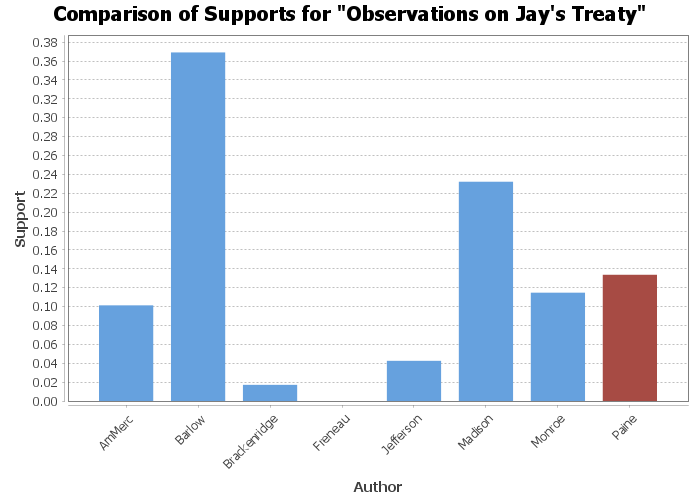 Comparison of Supports for "Observations on Jay's Treaty"
0.38
0.36
0.34
0.32
0.30
0.28
0.26
0.24
0.22
0.20
0.18
0.16
0.14
0.12
0.10
0.08
0.06
0.04
0.02
0.00
Support
AmMerc
Barlow
Brackenridge
Freneau
Jefferson
Madison
Monroe
Paine
Author